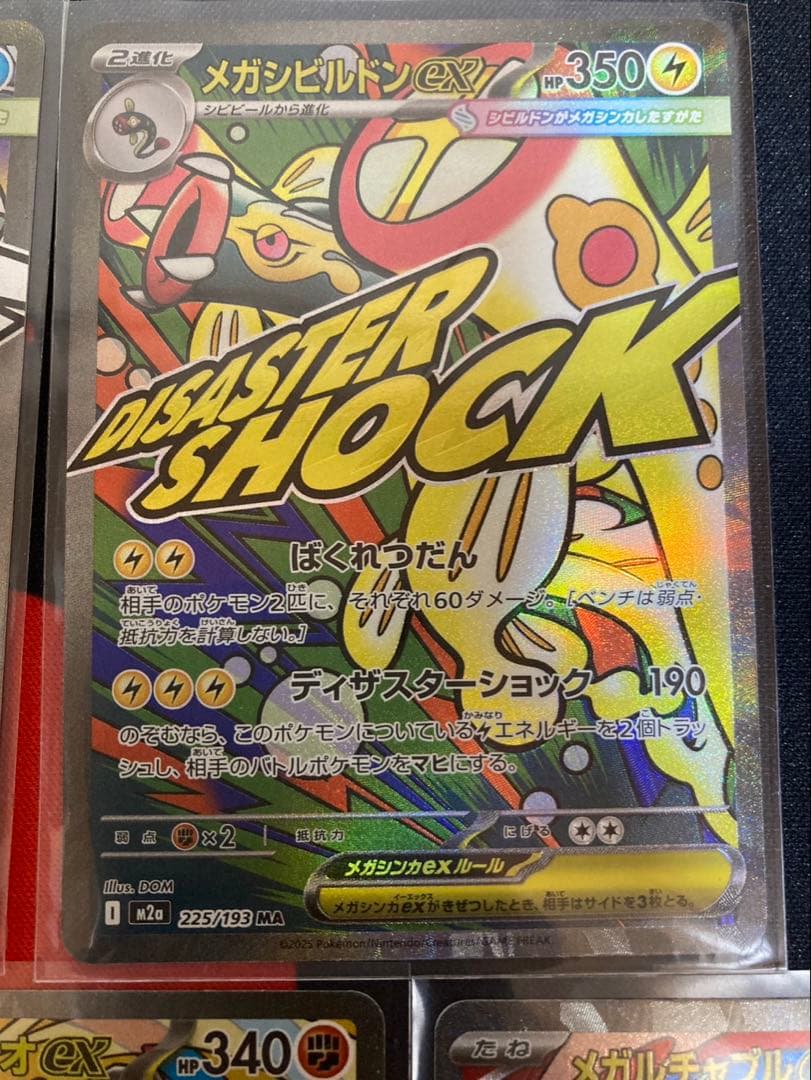 2進化
メガシビルドンex
HP350
シビビールから進化
シビルドンがメガシンカしたすがた
DISASTER
SHOCK
ばくれつだん
相手のポケモン2匹に、それぞれ60ダメージ。[ベンチは弱点・
抵抗力を計算しない。]
ディザスターショック 190
のぞむなら、このポケモンについているエネルギーを2個トラッ
シュし、相手のバトルポケモンをマヒにする。
弱点 ×2 抵抗力 にげる
メガシンカexルール
メガシンカexがきぜつしたとき、相手はサイドを3枚とる。
Illus. DOM
I m2a 225/193 MA
©2025 Pokémon/Nintendo/Creatures/GAME FREAK.
オex HP340
たね メガルチャブル